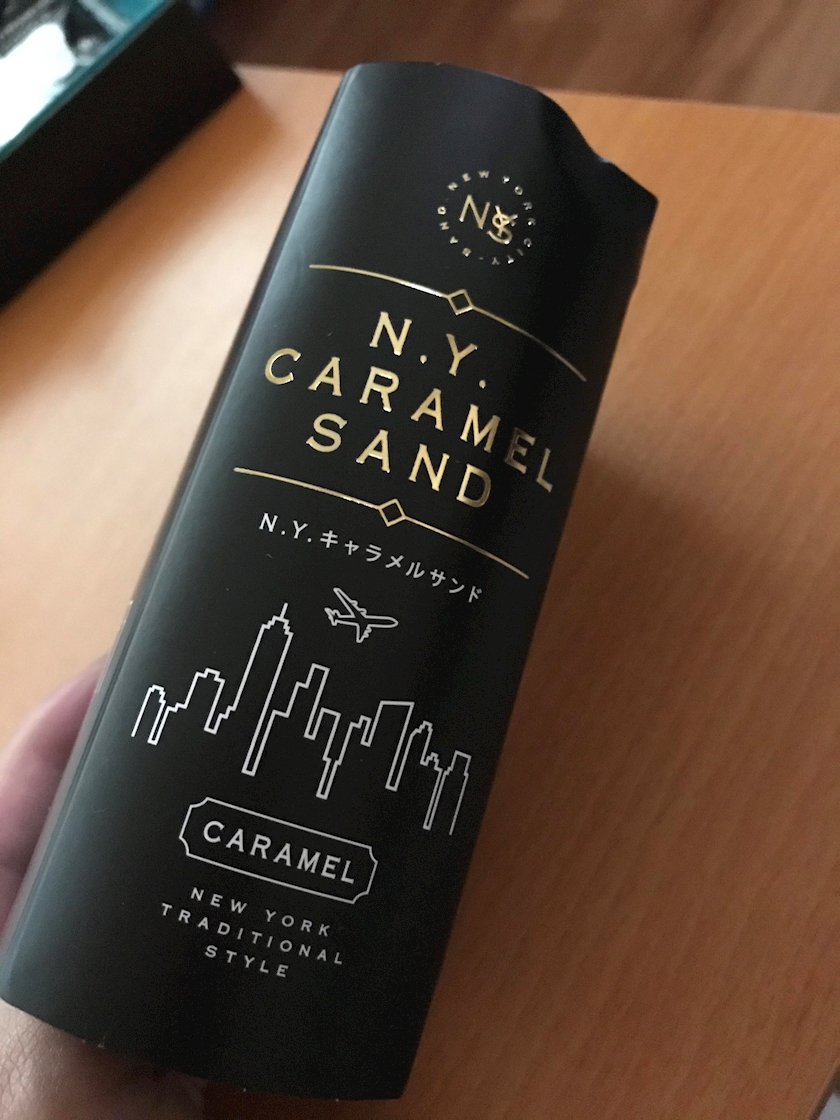 NEW YORK CITY · SAND
NYS
N.Y.
CARAMEL
SAND
N.Y.キャラメルサンド
CARAMEL
NEW YORK
TRADITIONAL
STYLE